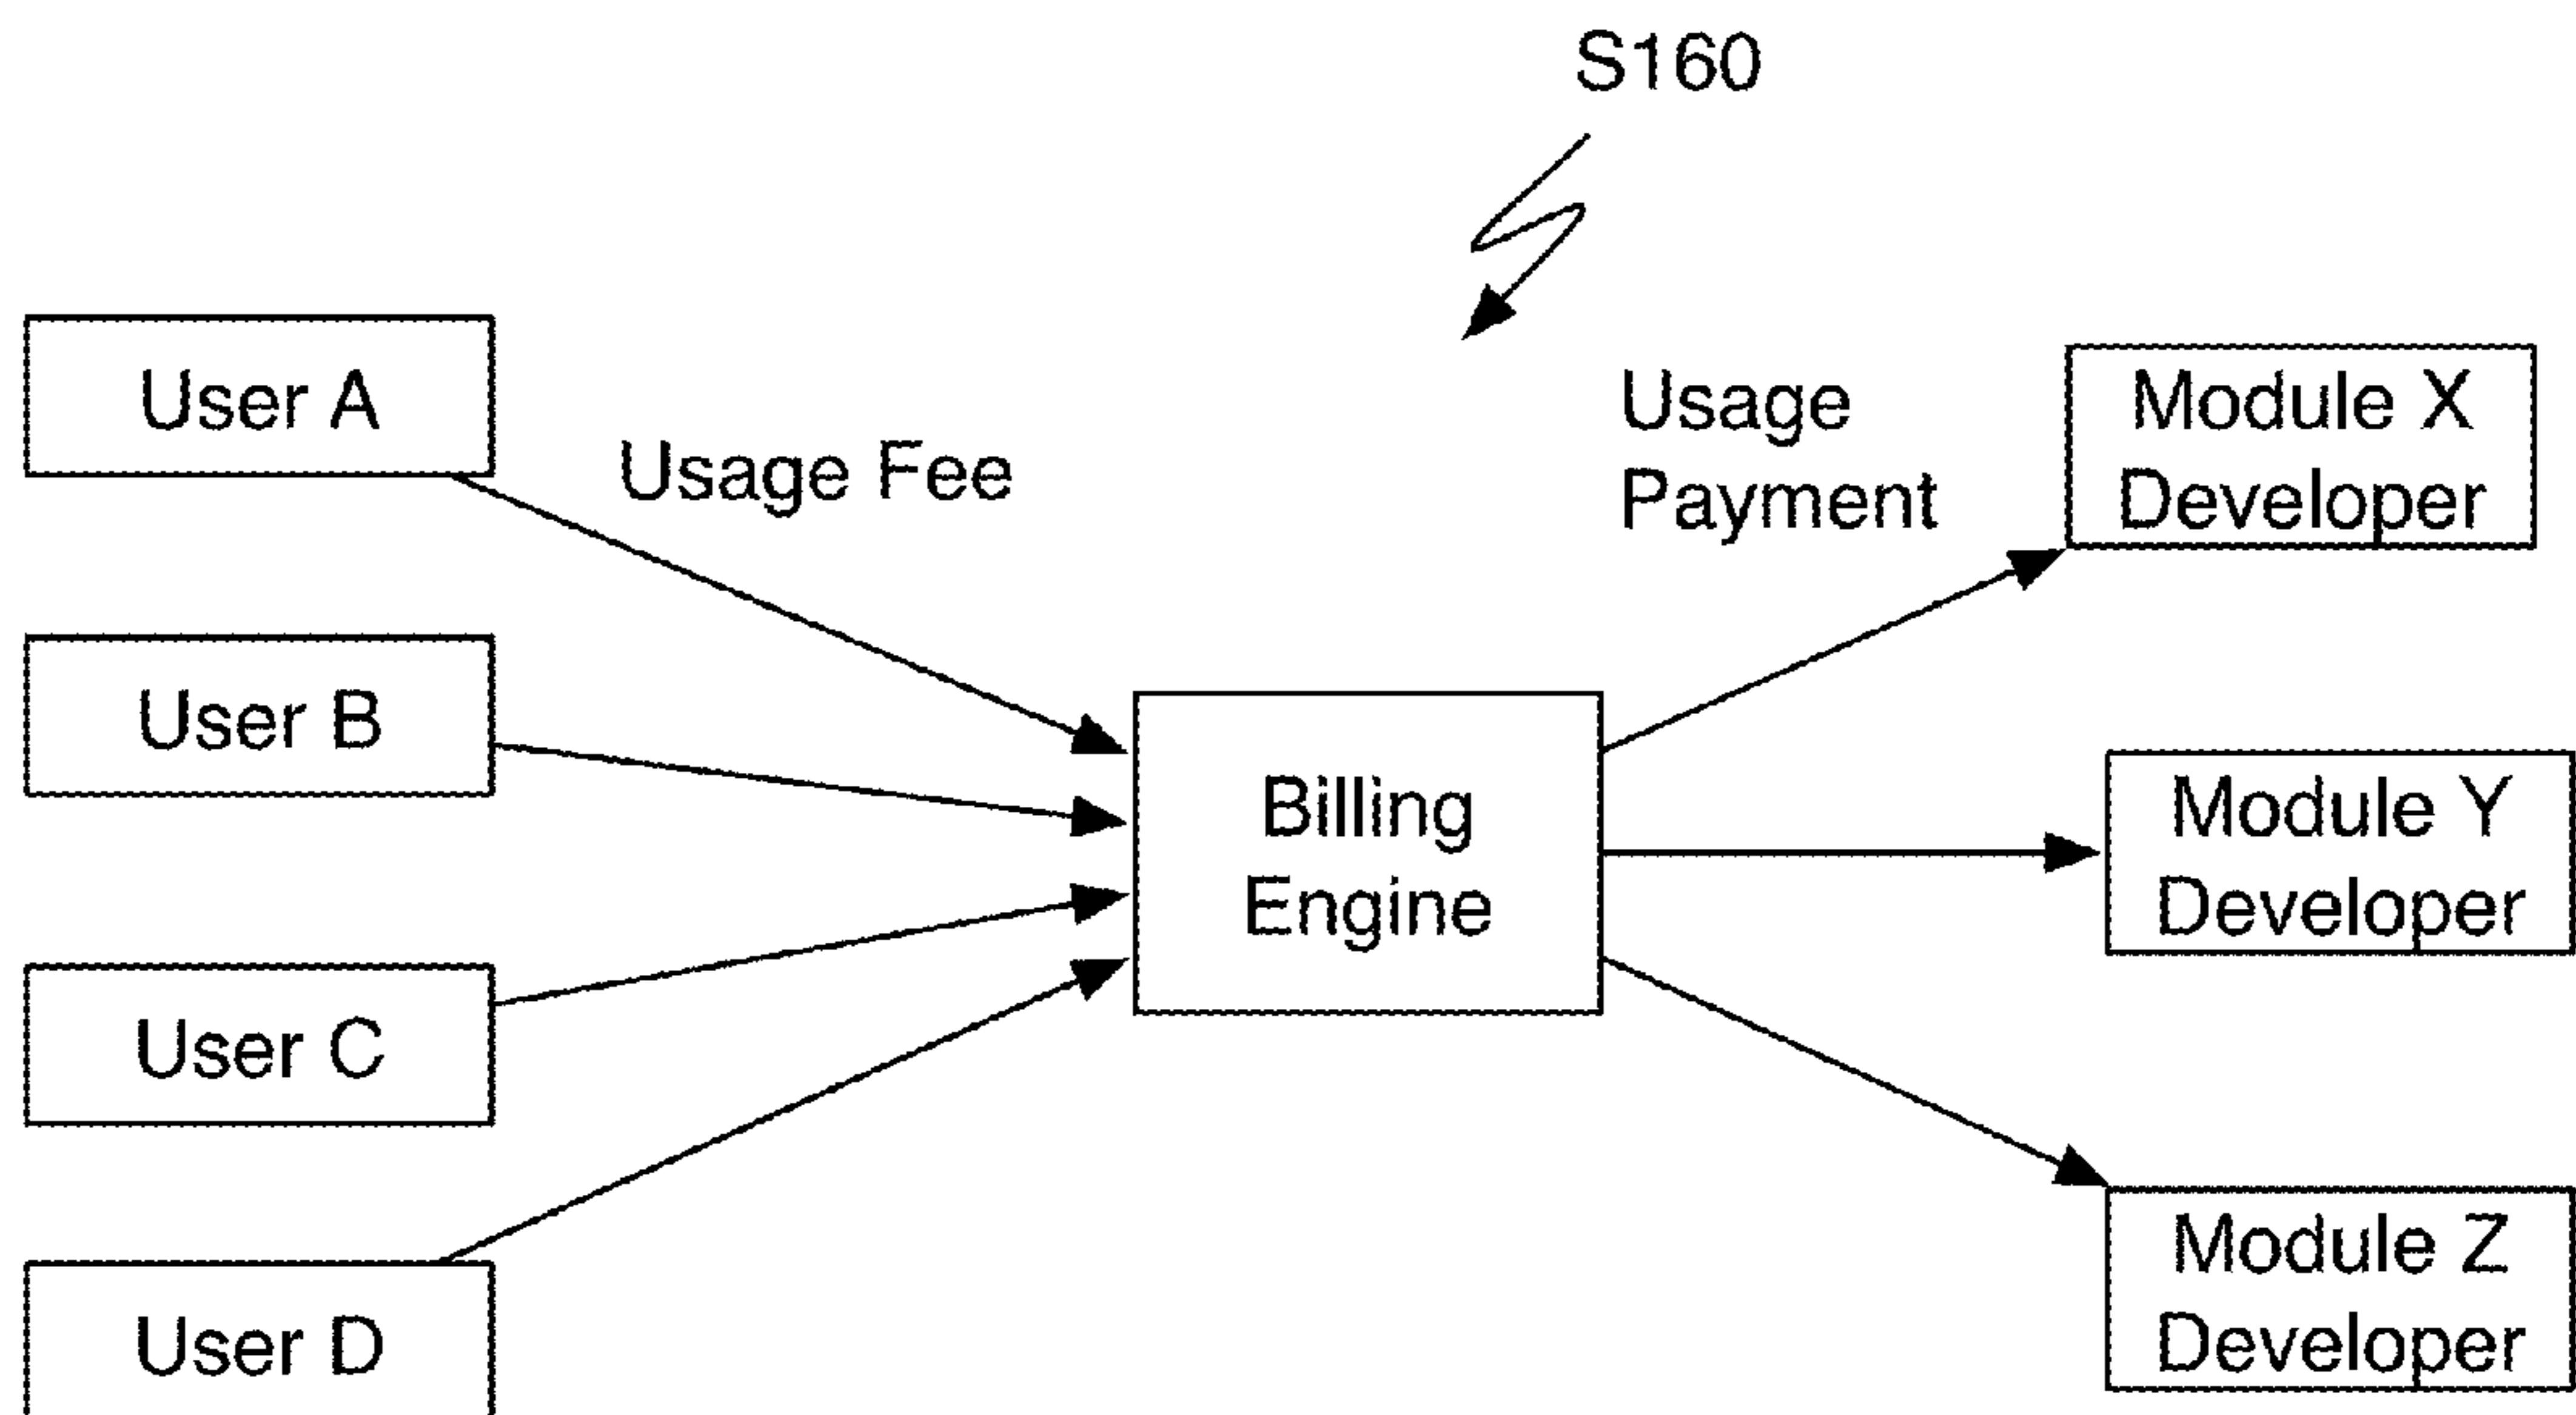 S160
User A
Usage Fee
Usage
Payment
Module X
Developer
User B
Billing
Engine
Module Y
Developer
User C
User D
Module Z
Developer